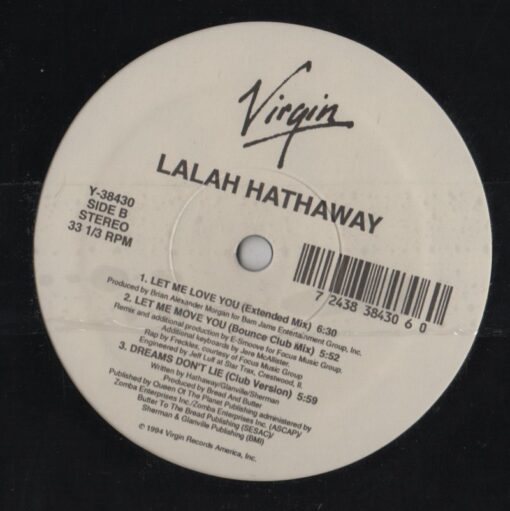 Virgin
LALAH HATHAWAY
Y-38430
SIDE B
STEREO
33 1/3 RPM
7 24383 84306 0
1. LET ME LOVE YOU (Extended Mix) 6:30
Produced by Brian Alexander Morgan for Bam Jams Entertainment Group, Inc.
2. LET ME MOVE YOU (Bounce Club Mix) 5:52
Remix and additional production by E-Smoove for Focus Music Group.
Additional keyboards by Jere McAllister.
Rap by Freckles, courtesy of Focus Music Group
Engineered by Jeff Luif at Star Trax, Crestwood, Il.
3. DREAMS DON'T LIE (Club Version) 5:59
Written by Hathaway/Glanville/Sherman
Produced by Bread And Butter
Published by Queen Of The Planet Publishing administered by
Zomba Enterprises Inc./Zomba Enterprises Inc. (ASCAP)/
Butter To The Bread Publishing (SESAC)/
Sherman & Glanville Publishing (BMI)
© 1994 Virgin Records America, Inc.